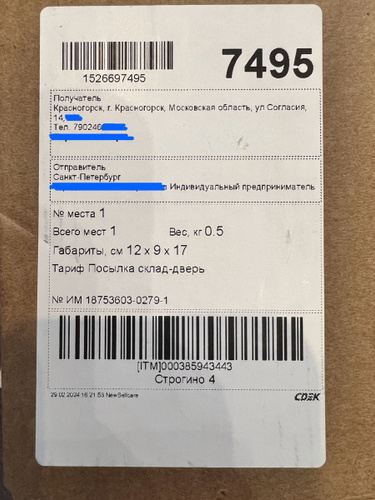 1526697495
7495
Получатель
Красногорск, г. Красногорск, Московская область, ул Согласия,
14,
Тел. 790246
Отправитель
Санкт-Петербург
Индивидуальный предприниматель
№ места 1
Всего мест 1 Вес, кг 0.5
Габариты, см 12 x 9 x 17
Тариф Посылка склад-дверь
№ ИМ 18753603-0279-1
[ITM]000385943443
Строгино 4
29.02.2024 16:21:53 NewSellcare
CDEK